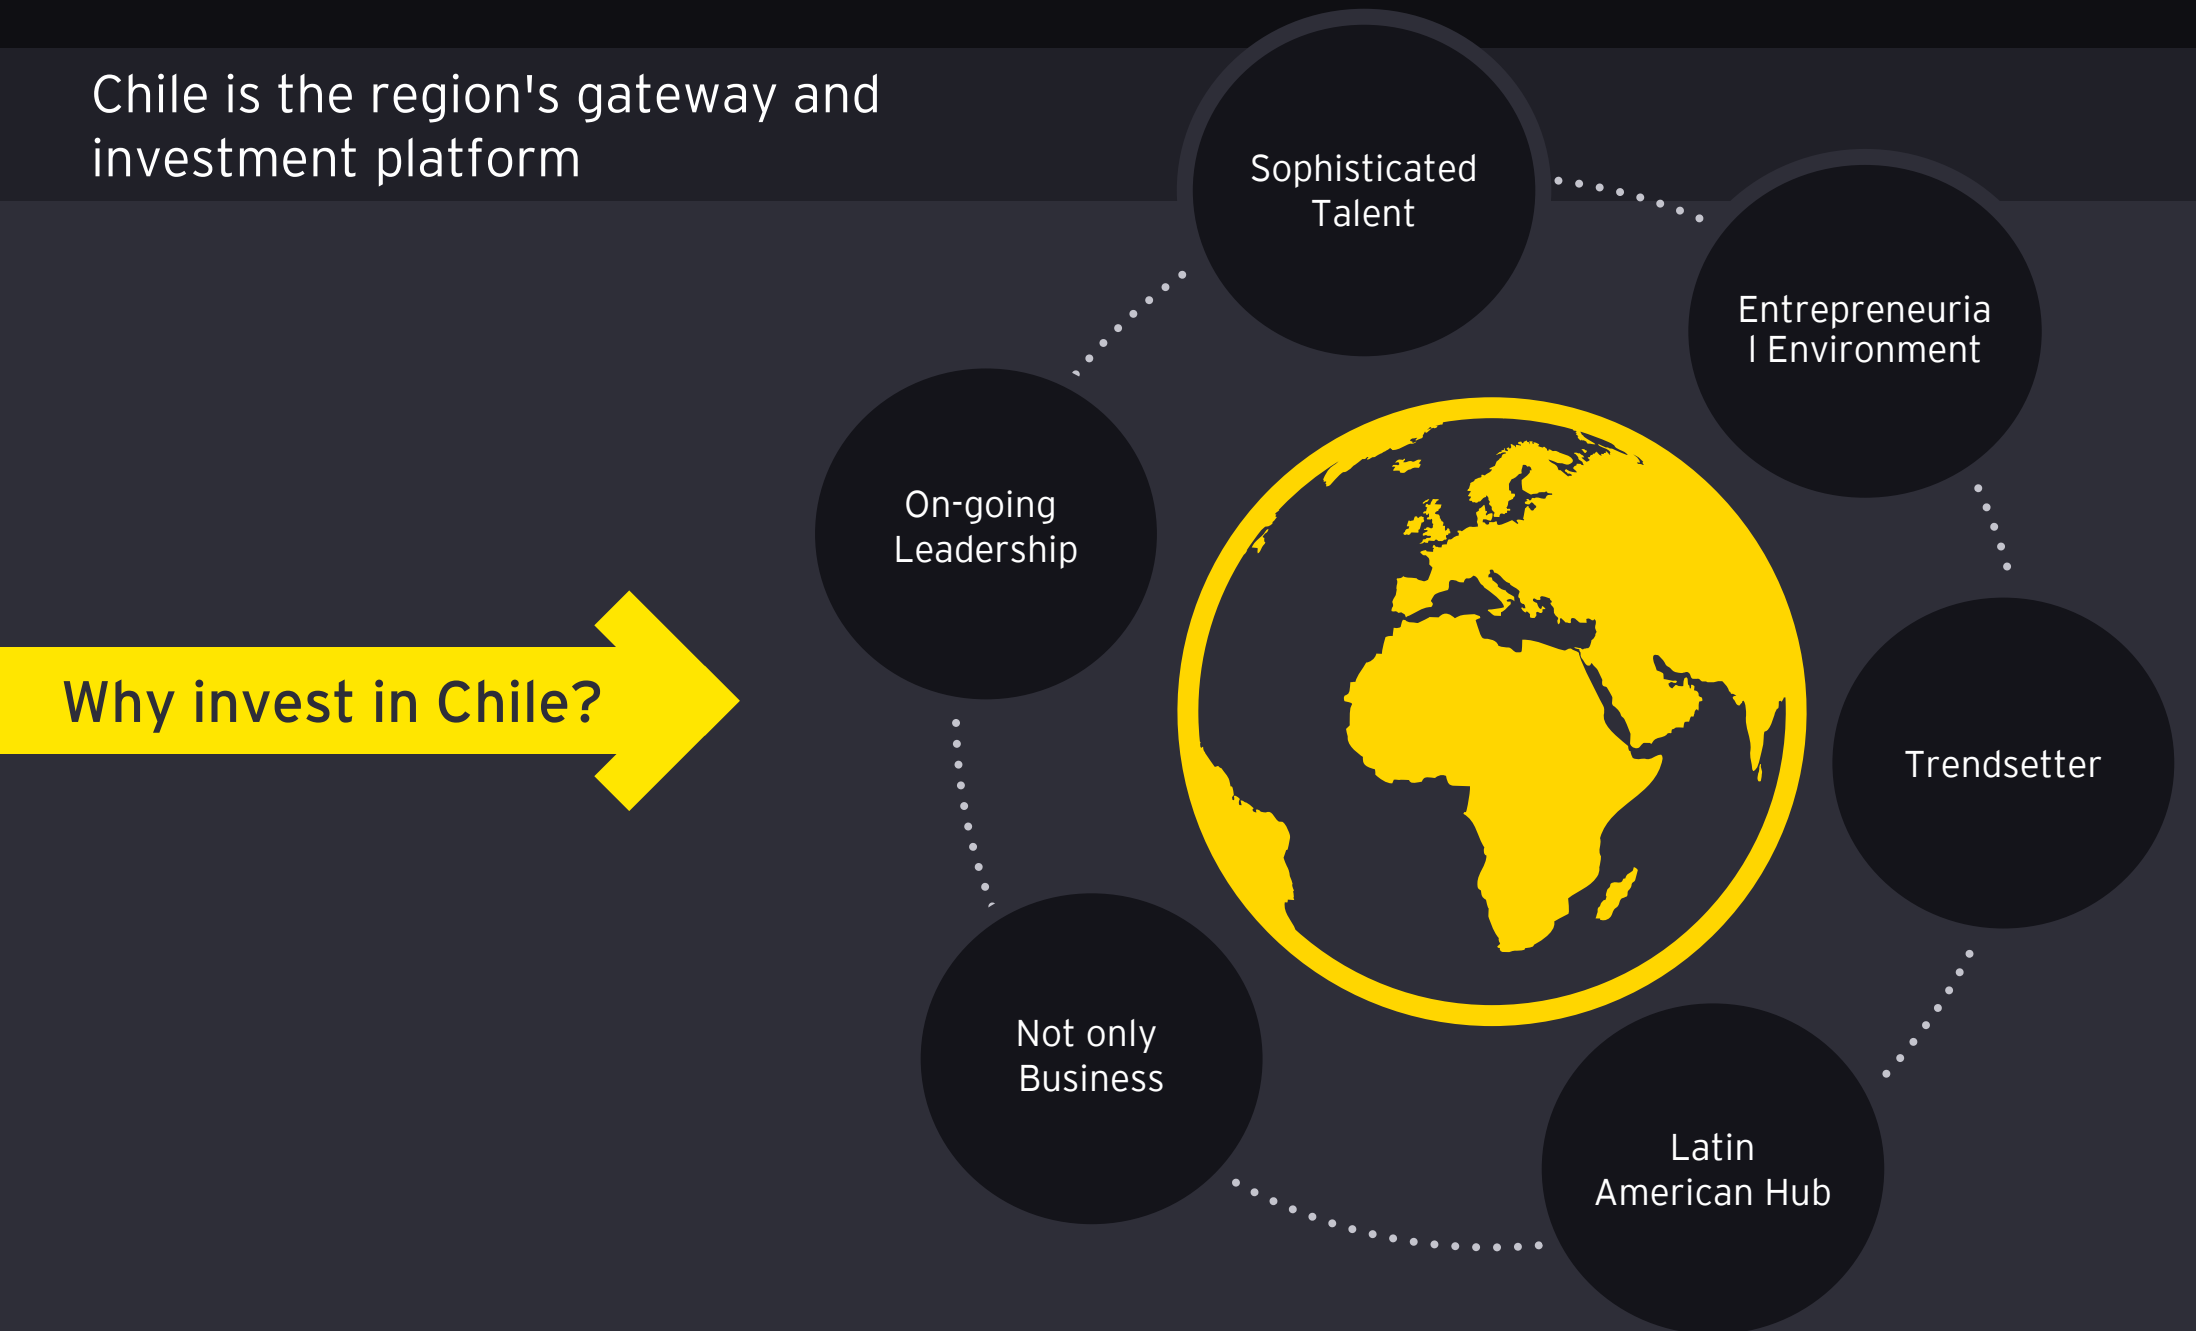 Chile is the region's gateway and
investment platform
Sophisticated
Talent
Entrepreneuria
l Environment
On-going
Leadership
Why invest in Chile?
Trendsetter
Not only
Business
Latin
American Hub